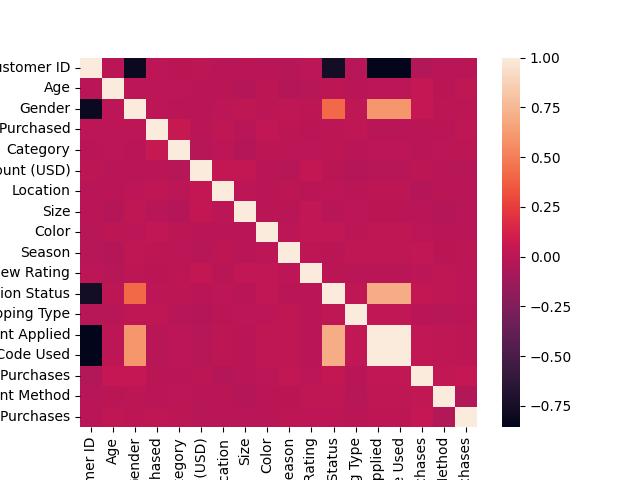 ustomer ID
Age
Gender
Purchased
Category
ount (USD)
Location
Size
Color
Season
ew Rating
ion Status
pping Type
nt Applied
Code Used
Purchases
nt Method
Purchases
mer ID
Age
ender
hased
egory
(USD)
cation
Size
Color
eason
Rating
Status
g Type
pplied
e Used
chases
ethod
chases
1.00
0.75
0.50
0.25
0.00
−0.25
−0.50
−0.75